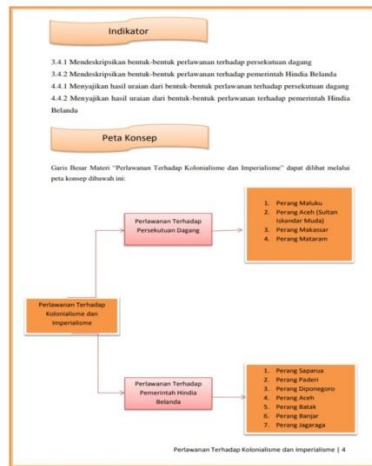 Indikator
3.4.1 Mendeskripsikan bentuk-bentuk perlawanan terhadap persekutuan dagang
3.4.2 Mendeskripsikan bentuk-bentuk perlawanan terhadap pemerintah Hindia Belanda
4.4.1 Menyajikan hasil uraian dari bentuk-bentuk perlawanan terhadap persekutuan dagang
4.4.2 Menyajikan hasil uraian dari bentuk-bentuk perlawanan terhadap pemerintah Hindia
Belanda
Peta Konsep
Garis Besar Materi "Perlawanan Terhadap Kolonialisme dan Imperialisme" dapat dilihat melalui
peta konsep dibawah ini:
Perlawanan Terhadap
Kolonialisme dan
Imperialisme
Perlawanan Terhadap
Persekutuan Dagang
1. Perang Maluku
2. Perang Aceh (Sultan
Iskandar Muda)
3. Perang Makassar
4. Perang Mataram
Perlawanan Terhadap
Pemerintah Hindia
Belanda
1. Perang Saparua
2. Perang Paderi
3. Perang Diponegoro
4. Perang Aceh
5. Perang Batak
6. Perang Banjar
7. Perang Jagaraga
Perlawanan Terhadap Kolonialisme dan Imperialisme | 4